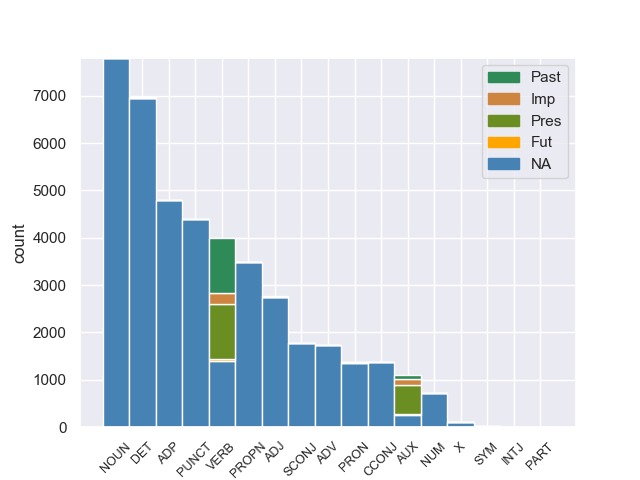 Past
Imp
Pres
Fut
NA
count
7000
6000
5000
4000
3000
2000
1000
0
NOUN
DET
ADP
PUNCT
VERB
PROPN
ADJ
SCONJ
ADV
PRON
CCONJ
AUX
NUM
X
SYM
INTJ
PART